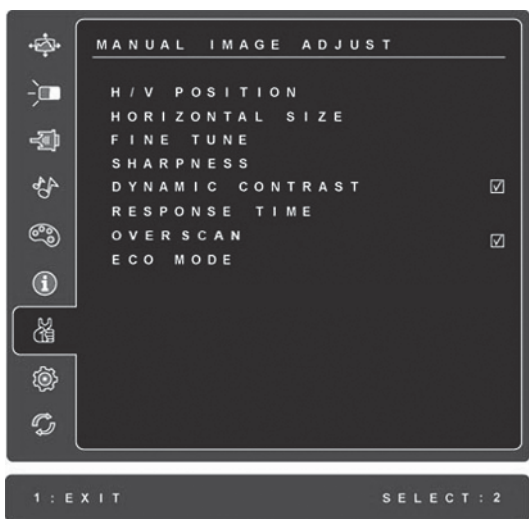 MANUAL IMAGE ADJUST
H/V POSITION
HORIZONTAL SIZE
FINE TUNE
SHARPNESS
DYNAMIC CONTRAST
RESPONSE TIME
OVERSCAN
ECO MODE
1:EXIT SELECT:2